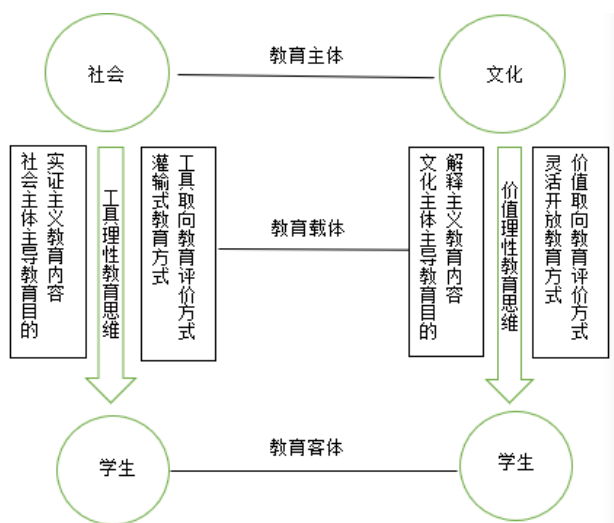 社会
教育主体
文化
社会主体主导教育目的
实证主义教育内容
工具理性教育思维
灌输式教育方式
工具取向教育评价方式
教育载体
文化主体主导教育目的
解释主义教育内容
价值理性教育思维
灵活开放教育方式
价值取向教育评价方式
学生
教育客体
学生